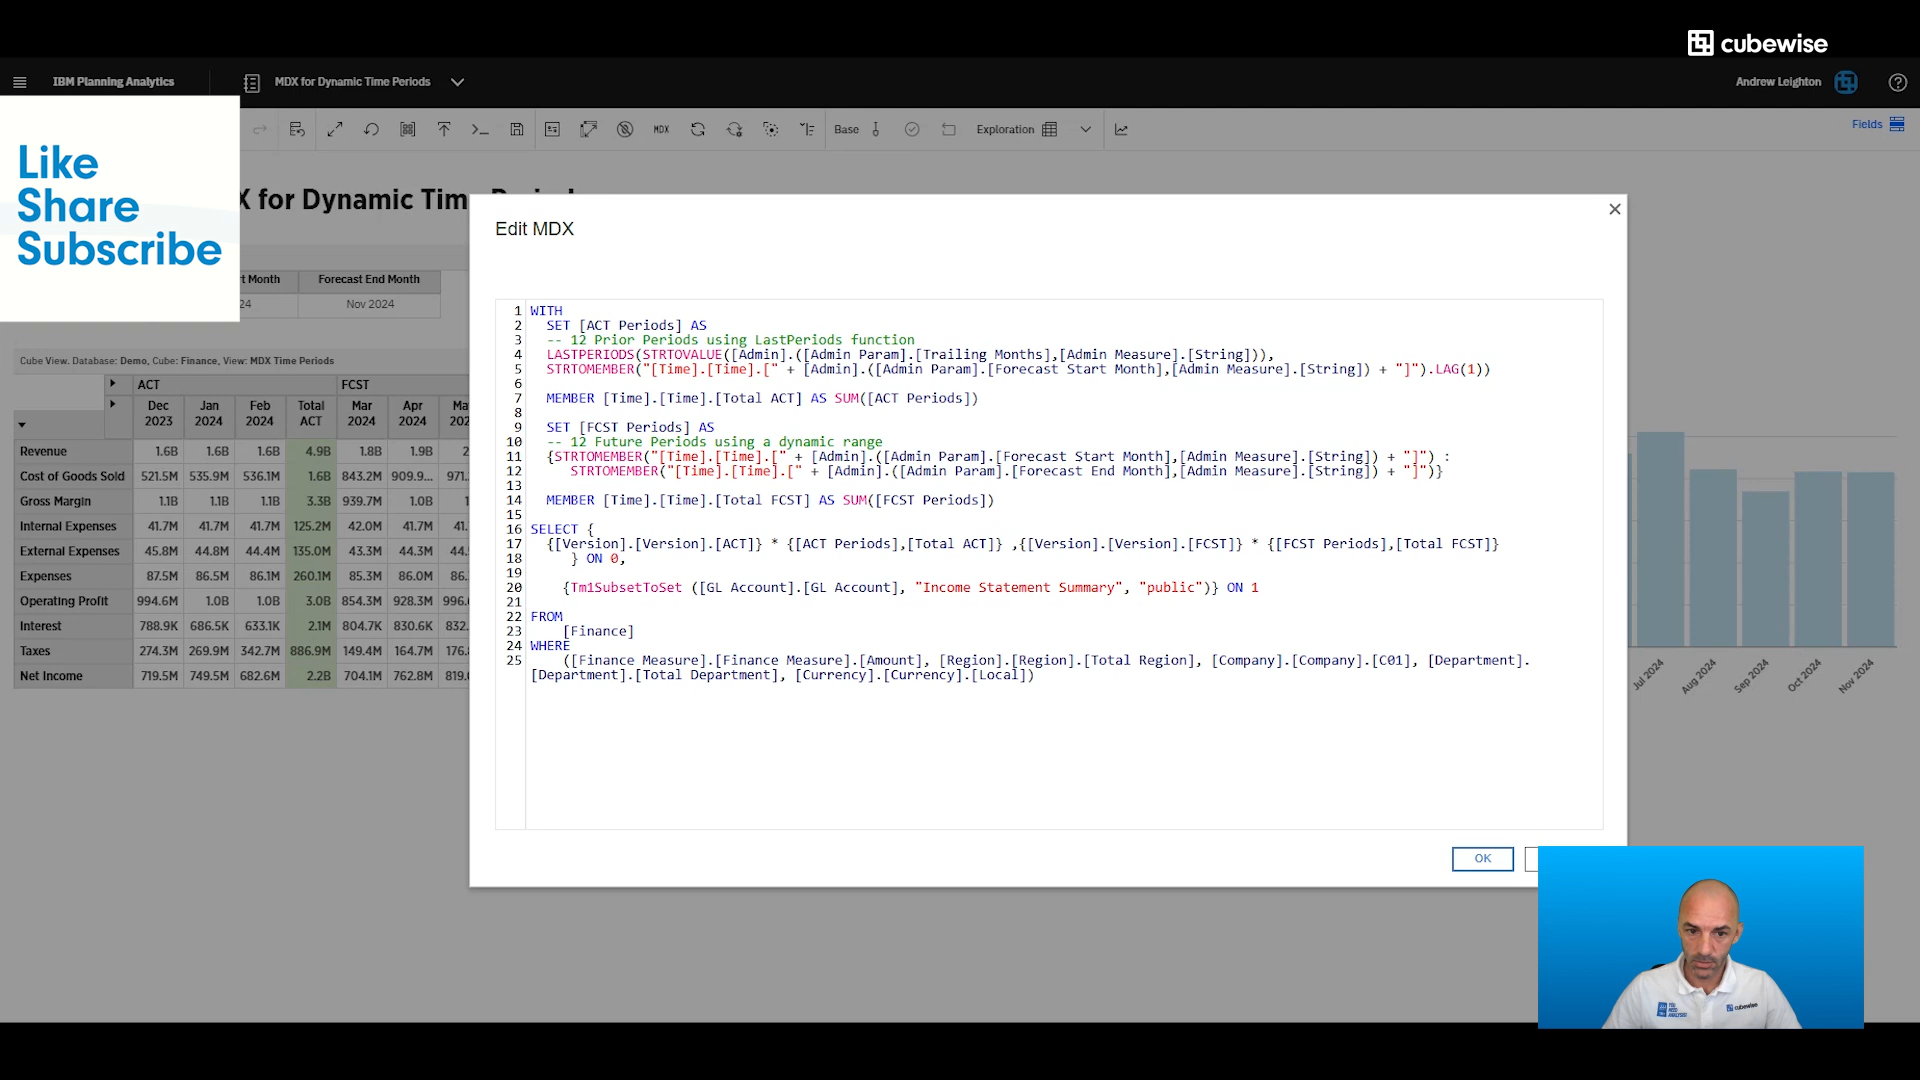 cubewise
IBM Planning Analytics
MDX for Dynamic Time Periods
Andrew Leighton
MDX
Base
Exploration
Fields
Like
Share
Subscribe
X for Dynamic Tim
Edit MDX
t Month
Forecast End Month
24
Nov 2024
Cube View. Database: Demo, Cube: Finance, View: MDX Time Periods
ACT FCST
Dec 2023 Jan 2024 Feb 2024 Total ACT Mar 2024 Apr 2024
Revenue 1.6B 1.6B 1.6B 4.9B 1.8B 1.9B 2
Cost of Goods Sold 521.5M 535.9M 536.1M 1.6B 843.2M 909.9... 971.
Gross Margin 1.1B 1.1B 1.1B 3.3B 939.7M 1.0B 1
Internal Expenses 41.7M 41.7M 41.7M 125.2M 42.0M 41.7M 41.
External Expenses 45.8M 44.8M 44.4M 135.0M 43.3M 44.3M 44.
Expenses 87.5M 86.5M 86.1M 260.1M 85.3M 86.0M 86.
Operating Profit 994.6M 1.0B 1.0B 3.0B 854.3M 928.3M 996.
Interest 788.9K 686.5K 633.1K 2.1M 804.7K 830.6K 832.
Taxes 274.3M 269.9M 342.7M 886.9M 149.4M 164.7M 176.
Net Income 719.5M 749.5M 682.6M 2.2B 704.1M 762.8M 819.
1 WITH
2 SET [ACT Periods] AS
3 -- 12 Prior Periods using LastPeriods function
4 LASTPERIODS(STRTOVALUE([Admin].([Admin Param].[Trailing Months],[Admin Measure].[String])),
5 STRTOMEMBER("[Time].[Time].[" + [Admin].([Admin Param].[Forecast Start Month],[Admin Measure].[String]) + "]").LAG(1))
6
7 MEMBER [Time].[Time].[Total ACT] AS SUM([ACT Periods])
8
9 SET [FCST Periods] AS
10 -- 12 Future Periods using a dynamic range
11 {STRTOMEMBER("[Time].[Time].[" + [Admin].([Admin Param].[Forecast Start Month],[Admin Measure].[String]) + "]") :
12 STRTOMEMBER("[Time].[Time].[" + [Admin].([Admin Param].[Forecast End Month],[Admin Measure].[String]) + "]")}
13
14 MEMBER [Time].[Time].[Total FCST] AS SUM([FCST Periods])
15
16 SELECT {
17 {[Version].[Version].[ACT]} * {[ACT Periods],[Total ACT]} ,{[Version].[Version].[FCST]} * {[FCST Periods],[Total FCST]}
18 } ON 0,
19
20 {Tm1SubsetToSet ([GL Account].[GL Account], "Income Statement Summary", "public")} ON 1
21
22 FROM
23 [Finance]
24 WHERE
25 ([Finance Measure].[Finance Measure].[Amount], [Region].[Region].[Total Region], [Company].[Company].[C01], [Department].
[Department].[Total Department], [Currency].[Currency].[Local])
OK
Jul 2024
Aug 2024
Sep 2024
Oct 2024
Nov 2024
cubewise